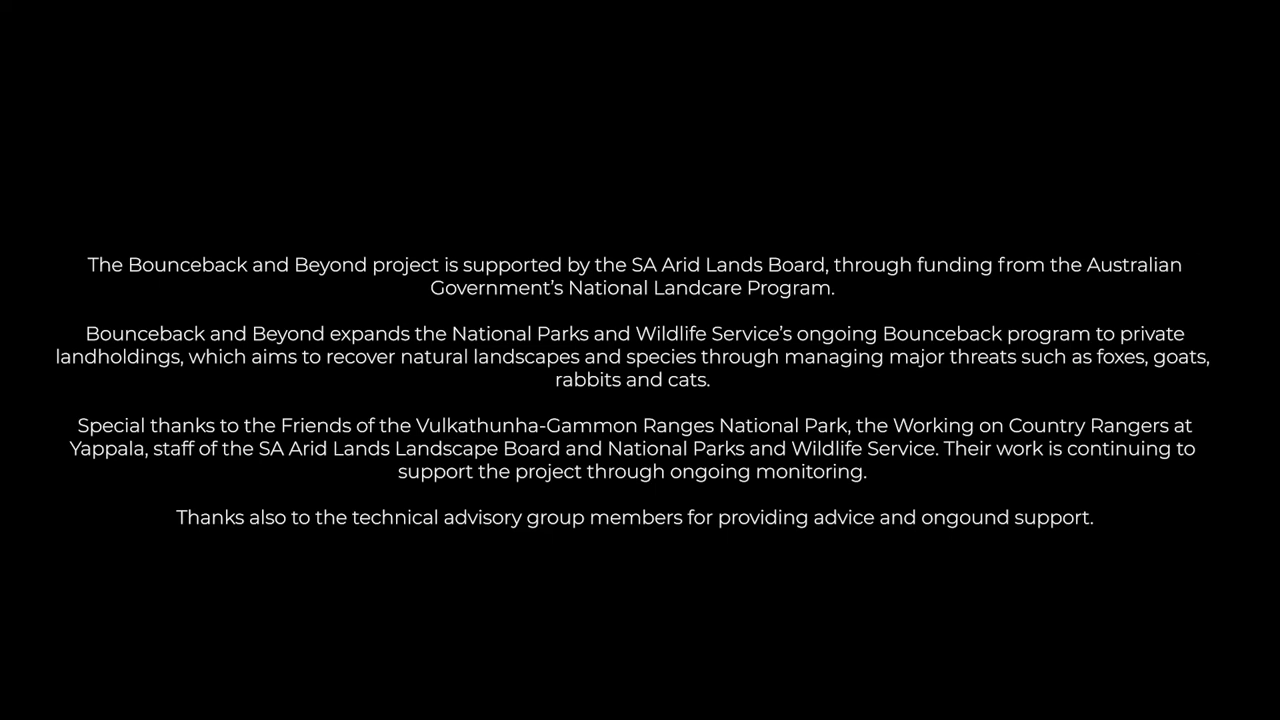 The Bounceback and Beyond project is supported by the SA Arid Lands Board, through funding from the Australian
Government’s National Landcare Program.
Bounceback and Beyond expands the National Parks and Wildlife Service’s ongoing Bounceback program to private
landholdings, which aims to recover natural landscapes and species through managing major threats such as foxes, goats,
rabbits and cats.
Special thanks to the Friends of the Vulkathunha-Gammon Ranges National Park, the Working on Country Rangers at
Yappala, staff of the SA Arid Lands Landscape Board and National Parks and Wildlife Service. Their work is continuing to
support the project through ongoing monitoring.
Thanks also to the technical advisory group members for providing advice and ongound support.